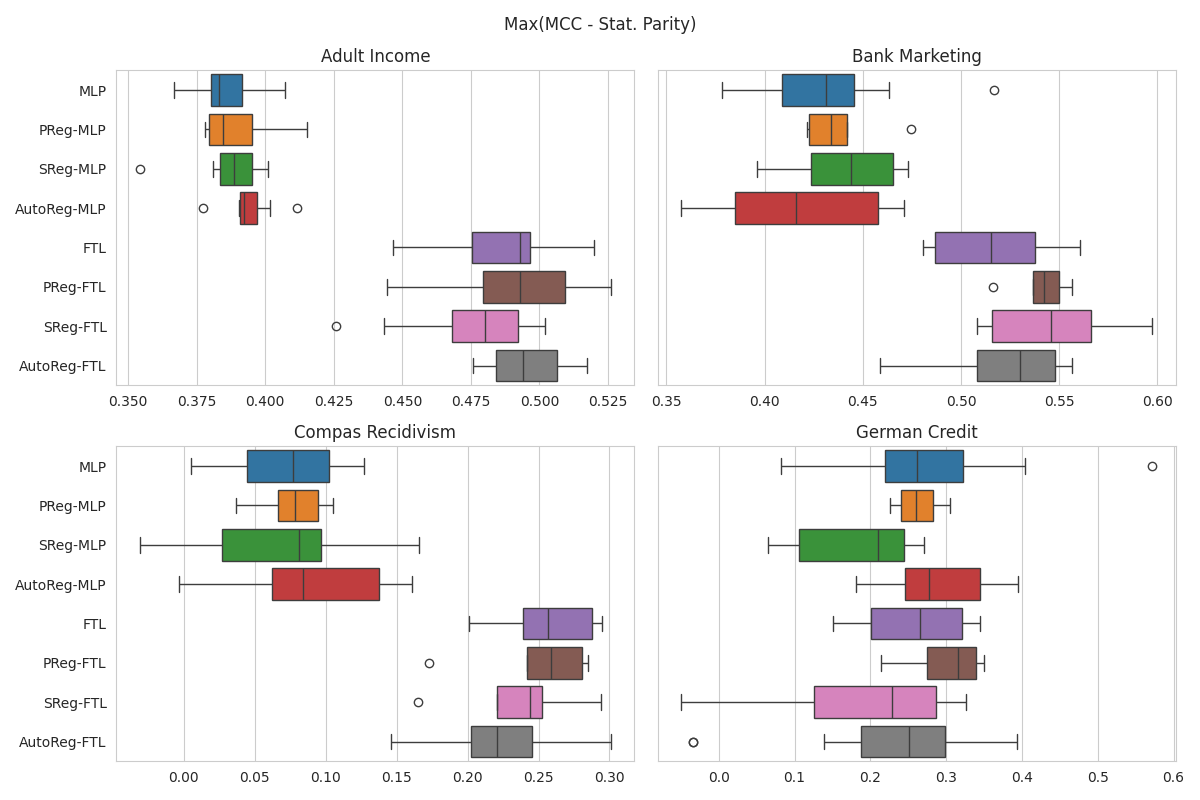 Max(MCC - Stat. Parity)
Adult Income
MLP
PReg-MLP
SReg-MLP
AutoReg-MLP
FTL
PReg-FTL
SReg-FTL
AutoReg-FTL
0.350 0.375 0.400 0.425 0.450 0.475 0.500 0.525
Bank Marketing
0.35 0.40 0.45 0.50 0.55 0.60
Compas Recidivism
MLP
PReg-MLP
SReg-MLP
AutoReg-MLP
FTL
PReg-FTL
SReg-FTL
AutoReg-FTL
0.00 0.05 0.10 0.15 0.20 0.25 0.30
German Credit
0.0 0.1 0.2 0.3 0.4 0.5 0.6